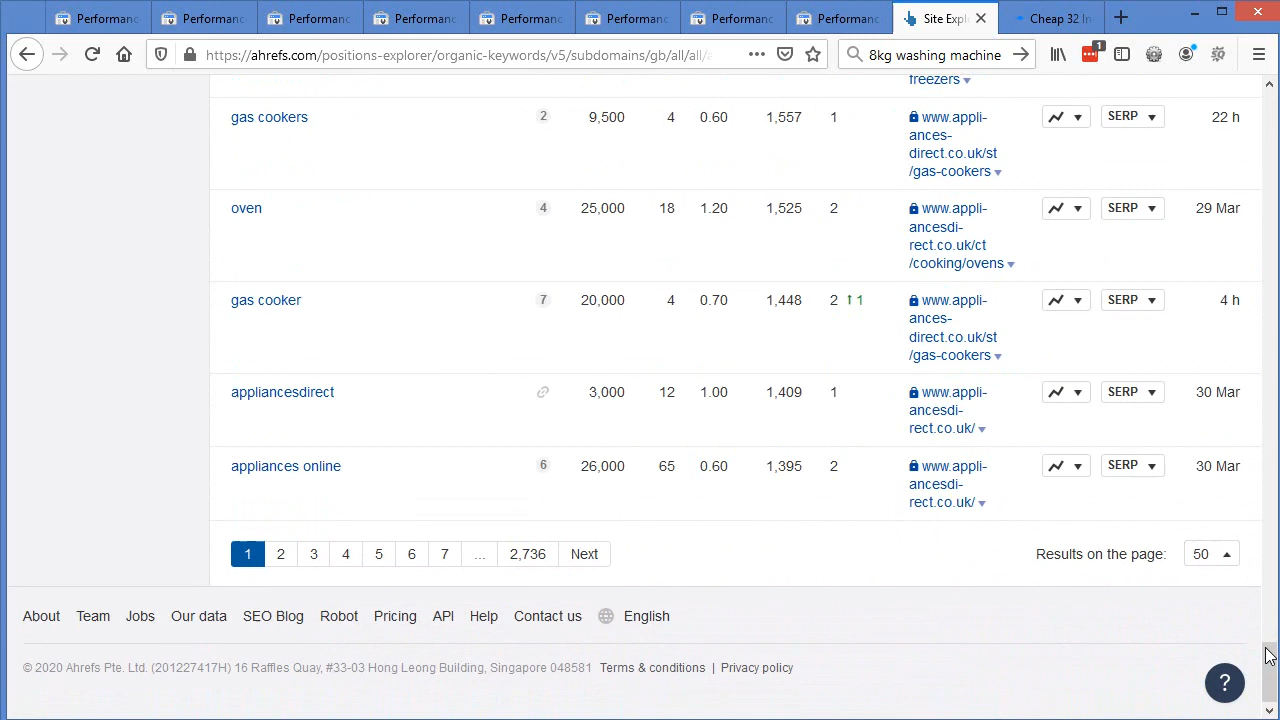 Performanc Performanc Performanc Performanc Performanc Performanc Performanc Performanc Site Expl Cheap 32 In
https://ahrefs.com/positions-explorer/organic-keywords/v5/subdomains/gb/all/all/a 8kg washing machine 1
freezers
gas cookers 2 9,500 4 0.60 1,557 1 www.appli- SERP 22 h
ances-
direct.co.uk/st
/gas-cookers
oven 4 25,000 18 1.20 1,525 2 www.appli- SERP 29 Mar
ancesdi-
rect.co.uk/ct
/cooking/ovens
gas cooker 7 20,000 4 0.70 1,448 2 1 www.appli- SERP 4 h
ances-
direct.co.uk/st
/gas-cookers
appliancesdirect 3,000 12 1.00 1,409 1 www.appli- SERP 30 Mar
ancesdi-
rect.co.uk/
appliances online 6 26,000 65 0.60 1,395 2 www.appli- SERP 30 Mar
ancesdi-
rect.co.uk/
1 2 3 4 5 6 7 ... 2,736 Next Results on the page: 50
About Team Jobs Our data SEO Blog Robot Pricing API Help Contact us English
© 2020 Ahrefs Pte. Ltd. (201227417H) 16 Raffles Quay, #33-03 Hong Leong Building, Singapore 048581 Terms & conditions | Privacy policy
?